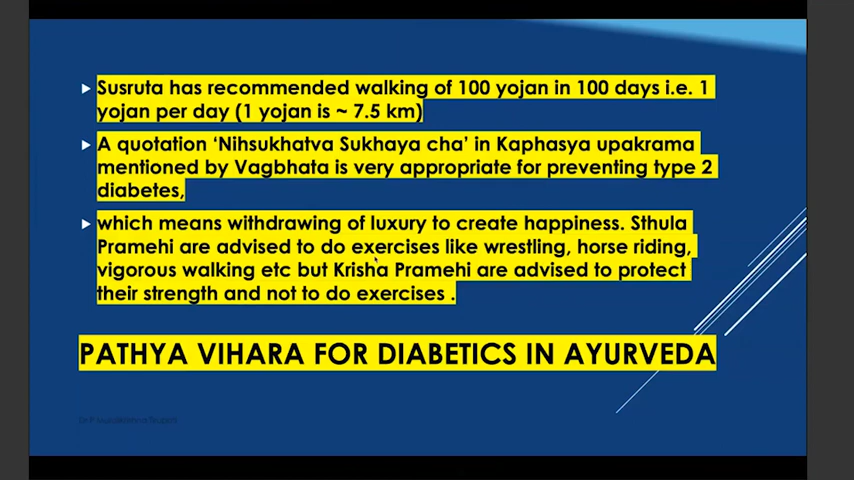 Susruta has recommended walking of 100 yojan in 100 days i.e. 1
yojan per day (1 yojan is ~ 7.5 km)
A quotation ‘Nihsukhatva Sukhaya cha’ in Kaphasya upakrama
mentioned by Vagbhata is very appropriate for preventing type 2
diabetes,
which means withdrawing of luxury to create happiness. Sthula
Pramehi are advised to do exercises like wrestling, horse riding,
vigorous walking etc but Krisha Pramehi are advised to protect
their strength and not to do exercises .
PATHYA VIHARA FOR DIABETICS IN AYURVEDA